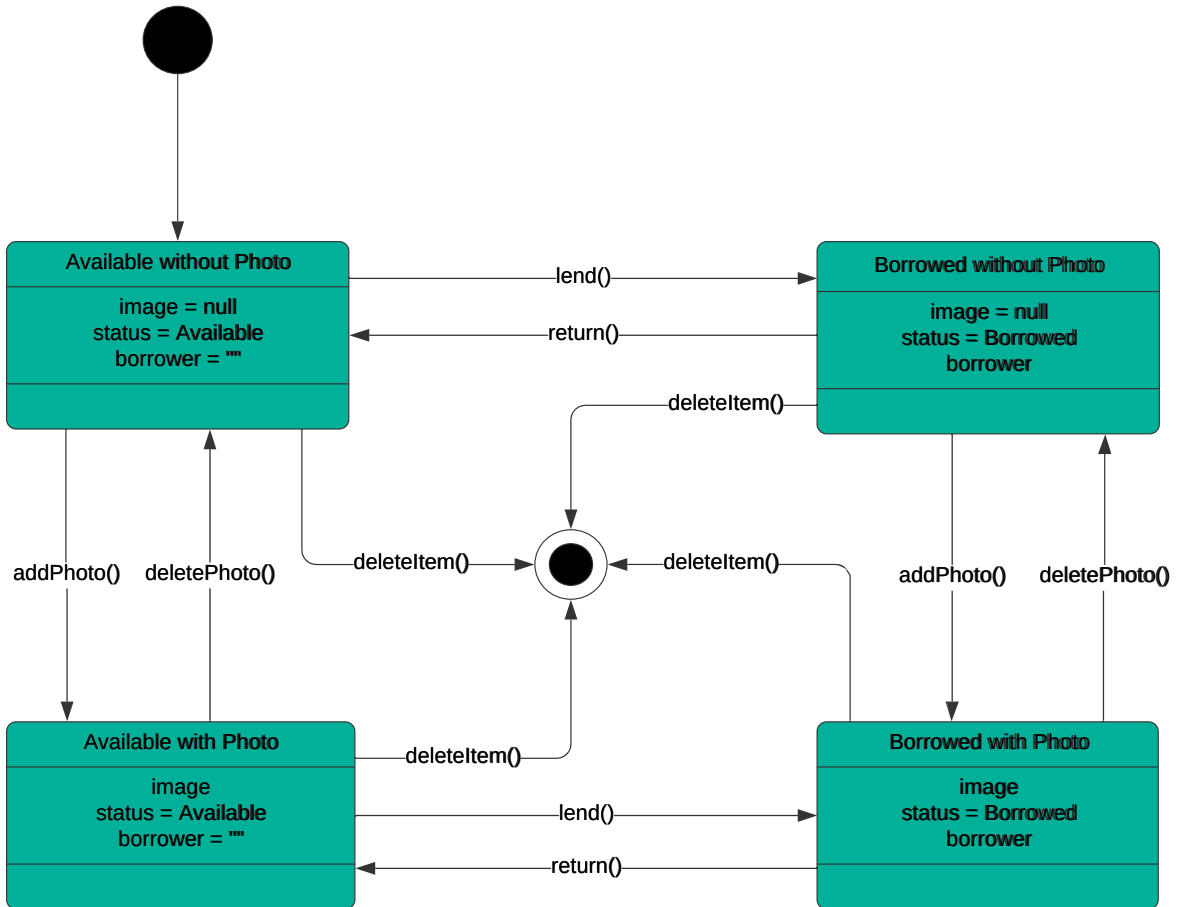 Available without Photo
image = null
status = Available
borrower = ""
lend()
return()
Borrowed without Photo
image = null
status = Borrowed
borrower
deleteItem()
addPhoto()
deletePhoto()
deleteItem()
deleteItem()
addPhoto()
deletePhoto()
Available with Photo
image
status = Available
borrower = ""
deleteItem()
lend()
return()
Borrowed with Photo
image
status = Borrowed
borrower